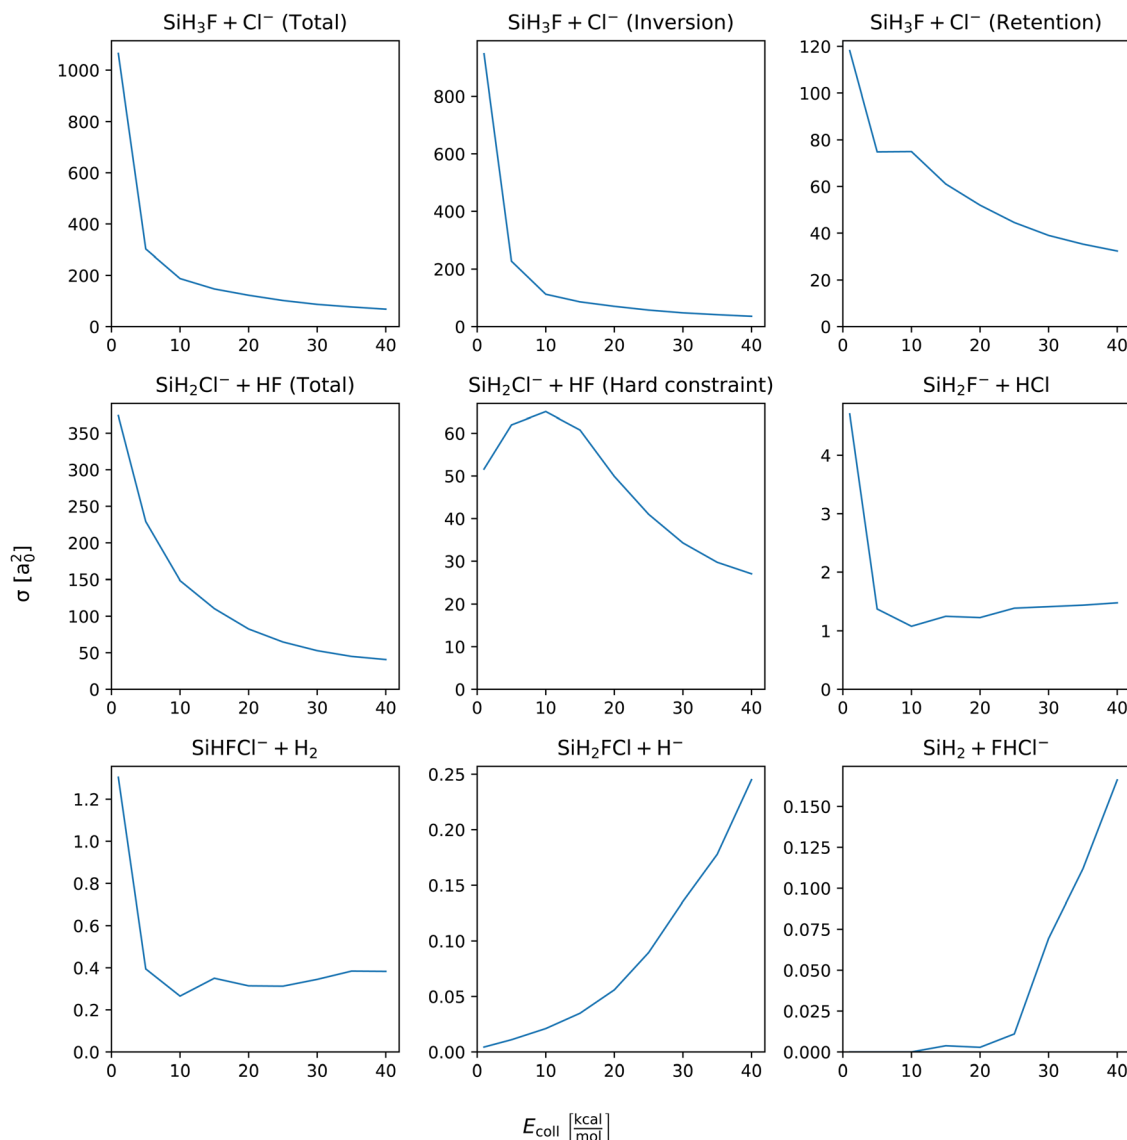 SiH₃F + Cl⁻ (Total)
1000
800
600
400
200
0
0 10 20 30 40
SiH₃F + Cl⁻ (Inversion)
800
600
400
200
0
0 10 20 30 40
SiH₃F + Cl⁻ (Retention)
120
100
80
60
40
20
0
0 10 20 30 40
σ [a₀²]
SiH₂Cl⁻ + HF (Total)
350
300
250
200
150
100
50
0
0 10 20 30 40
SiH₂Cl⁻ + HF (Hard constraint)
60
50
40
30
20
10
0
0 10 20 30 40
SiH₂F⁻ + HCl
4
3
2
1
0
0 10 20 30 40
SiHFCl⁻ + H₂
1.2
1.0
0.8
0.6
0.4
0.2
0.0
0 10 20 30 40
SiH₂FCl + H⁻
0.25
0.20
0.15
0.10
0.05
0.00
0 10 20 30 40
SiH₂ + FHCl⁻
0.150
0.125
0.100
0.075
0.050
0.025
0.000
0 10 20 30 40
E_coll [kcal/mol]